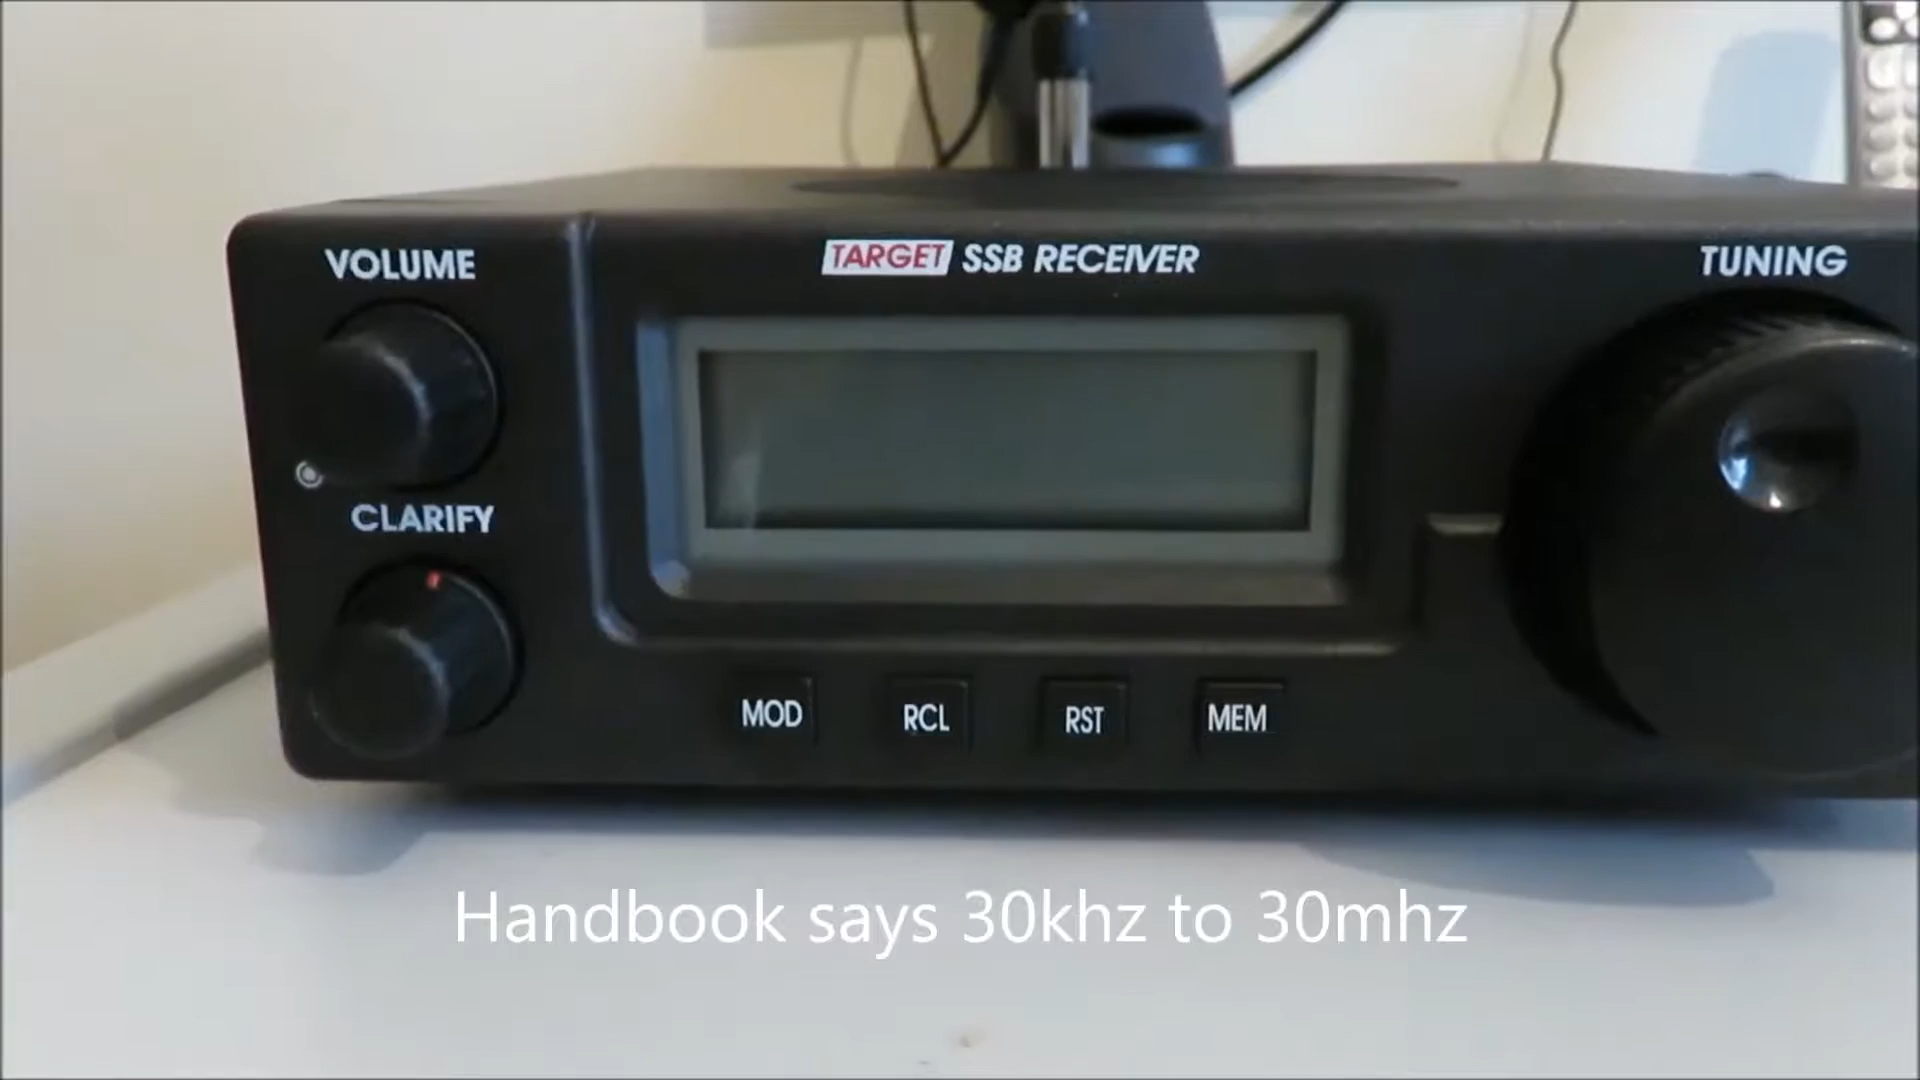 VOLUME
TARGET SSB RECEIVER
TUNING
CLARIFY
MOD
RCL
RST
MEM
Handbook says 30khz to 30mhz